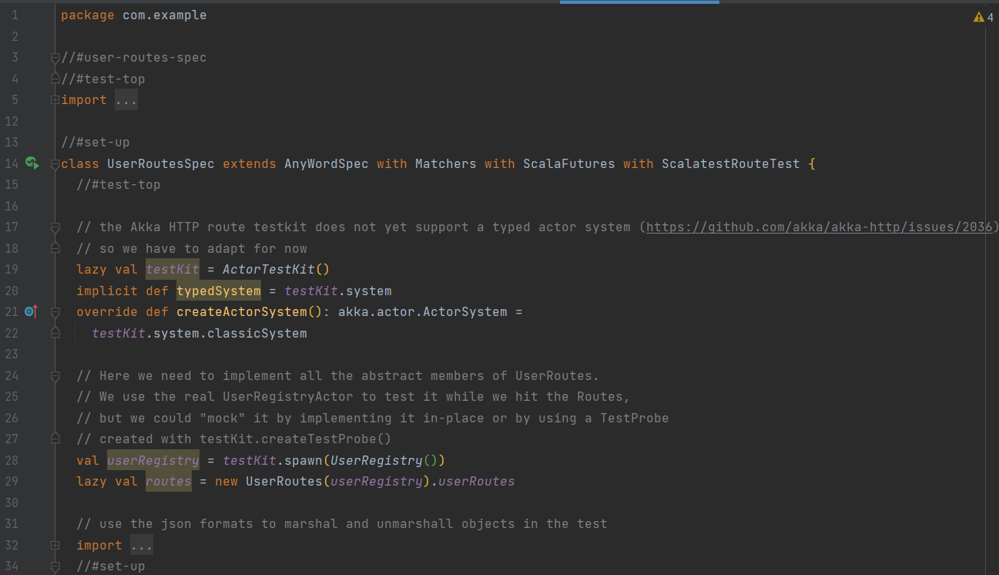 4
1 package com.example
2
3 //#user-routes-spec
4 //#test-top
5 import ...
12
13 //#set-up
14 class UserRoutesSpec extends AnyWordSpec with Matchers with ScalaFutures with ScalatestRouteTest {
15 //#test-top
16
17 // the Akka HTTP route testkit does not yet support a typed actor system (https://github.com/akka/akka-http/issues/2036)
18 // so we have to adapt for now
19 lazy val testKit = ActorTestKit()
20 implicit def typedSystem = testKit.system
21 override def createActorSystem(): akka.actor.ActorSystem =
22 testKit.system.classicSystem
23
24 // Here we need to implement all the abstract members of UserRoutes.
25 // We use the real UserRegistryActor to test it while we hit the Routes,
26 // but we could "mock" it by implementing it in-place or by using a TestProbe
27 // created with testKit.createTestProbe()
28 val userRegistry = testKit.spawn(UserRegistry())
29 lazy val routes = new UserRoutes(userRegistry).userRoutes
30
31 // use the json formats to marshal and unmarshall objects in the test
32 import ...
34 //#set-up